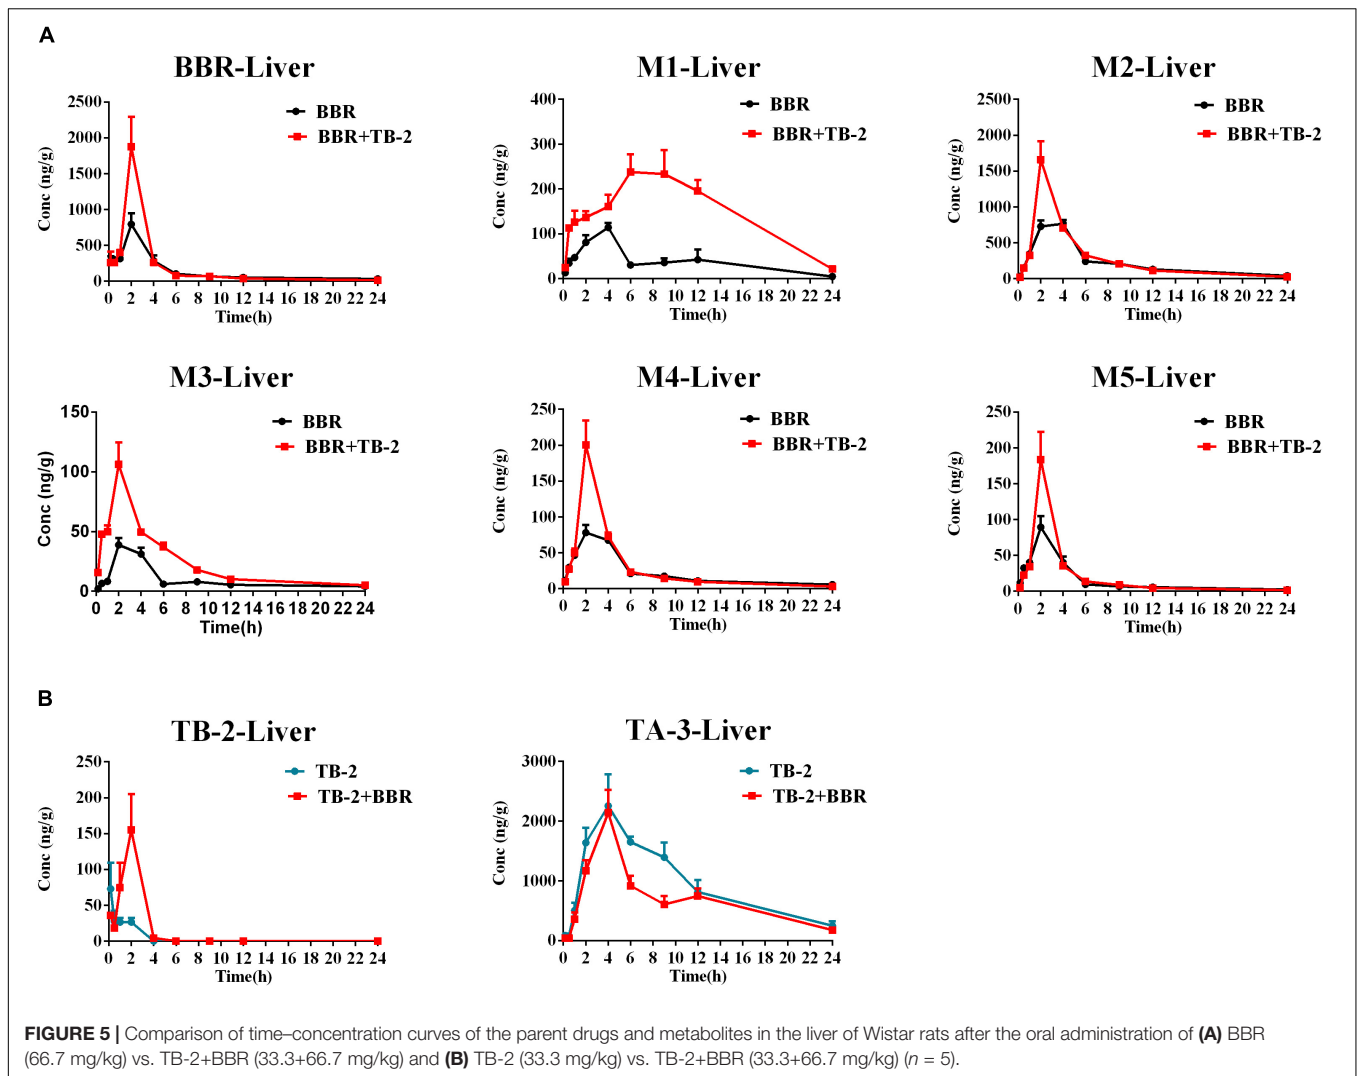 A
BBR-Liver
2500
2000
1500
1000
500
0
Conc (ng/g)
0 2 4 6 8 10 12 14 16 18 20 22 24
Time(h)
BBR
BBR+TB-2
M1-Liver
400
300
200
100
0
Conc (ng/g)
0 2 4 6 8 10 12 14 16 18 20 22 24
Time(h)
BBR
BBR+TB-2
M2-Liver
2500
2000
1500
1000
500
0
Conc (ng/g)
0 2 4 6 8 10 12 14 16 18 20 22 24
Time(h)
BBR
BBR+TB-2
M3-Liver
150
100
50
0
Conc (ng/g)
0 2 4 6 8 10 12 14 16 18 20 22 24
Time(h)
BBR
BBR+TB-2
M4-Liver
250
200
150
100
50
0
Conc (ng/g)
0 2 4 6 8 10 12 14 16 18 20 22 24
Time(h)
BBR
BBR+TB-2
M5-Liver
250
200
150
100
50
0
Conc (ng/g)
0 2 4 6 8 10 12 14 16 18 20 22 24
Time(h)
BBR
BBR+TB-2
B
TB-2-Liver
250
200
150
100
50
0
Conc (ng/g)
0 2 4 6 8 10 12 14 16 18 20 22 24
Time(h)
TB-2
TB-2+BBR
TA-3-Liver
3000
2000
1000
0
Conc (ng/g)
0 2 4 6 8 10 12 14 16 18 20 22 24
Time(h)
TB-2
TB-2+BBR
FIGURE 5 | Comparison of time–concentration curves of the parent drugs and metabolites in the liver of Wistar rats after the oral administration of (A) BBR
(66.7 mg/kg) vs. TB-2+BBR (33.3+66.7 mg/kg) and (B) TB-2 (33.3 mg/kg) vs. TB-2+BBR (33.3+66.7 mg/kg) (n = 5).